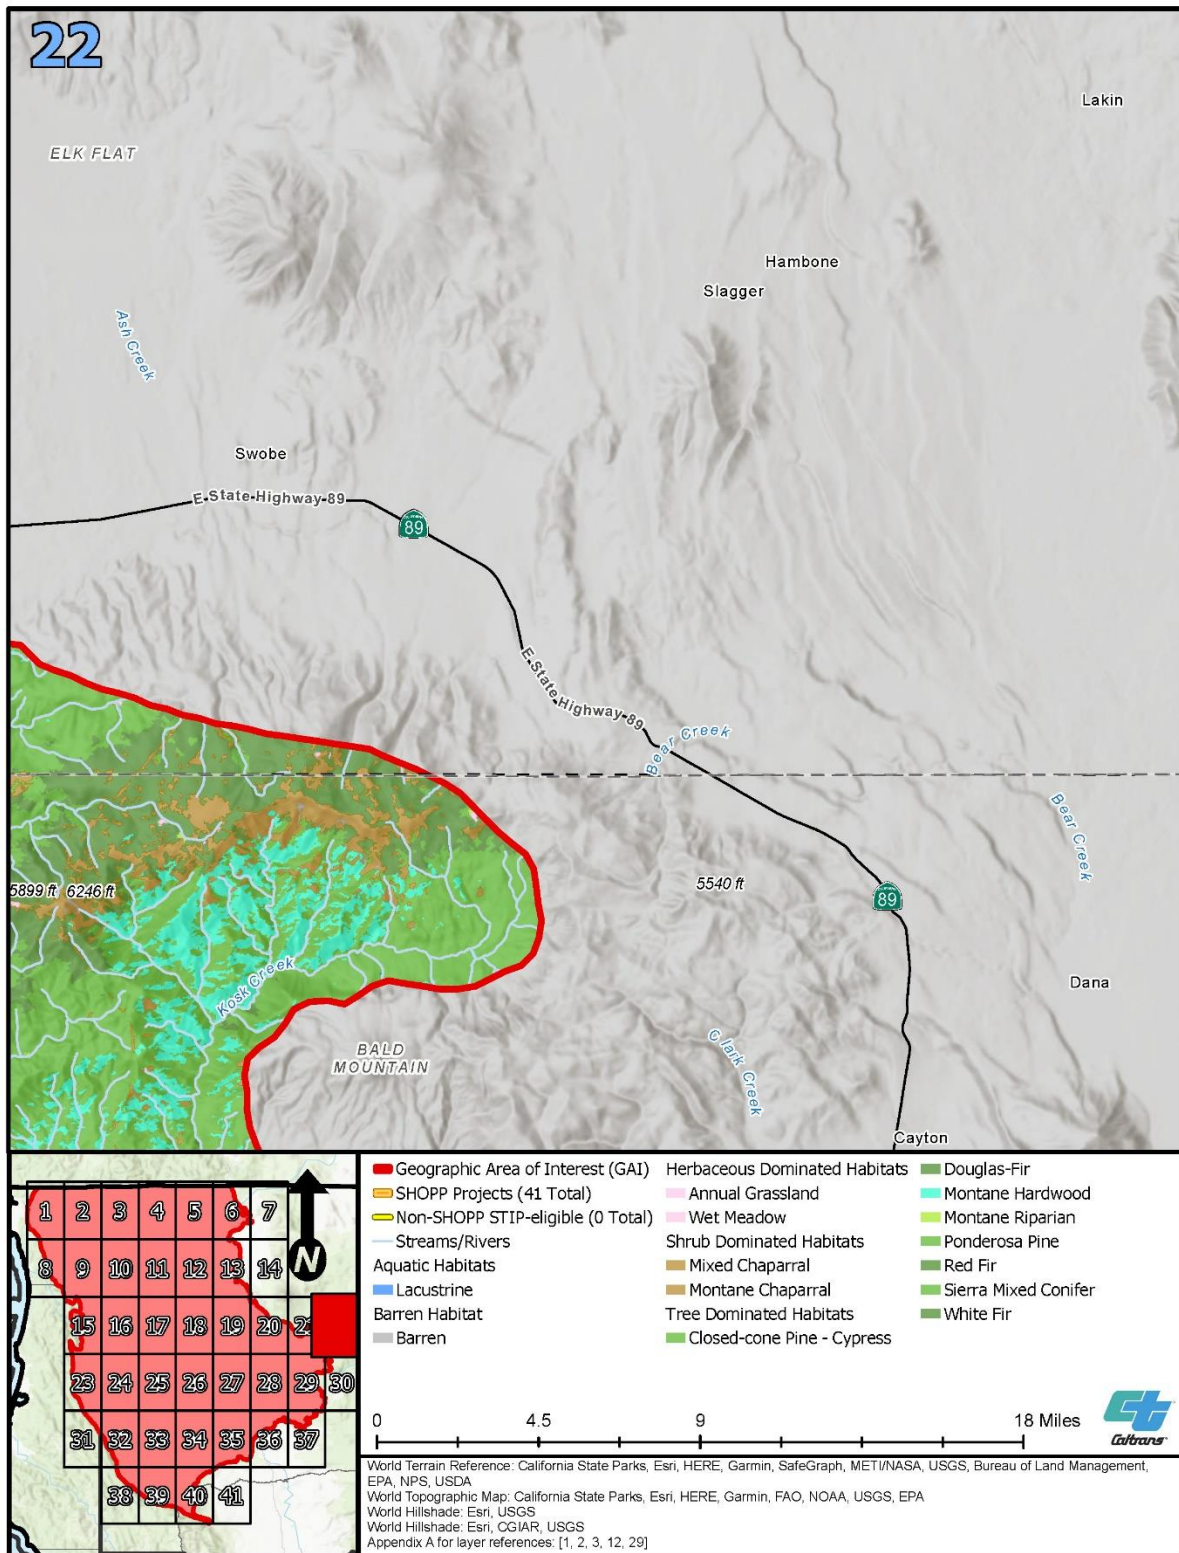 22
Lakin
ELK FLAT
Hambone
Slagger
Ash Creek
Swobe
E State Highway 89
89
E State Highway 89
Bear Creek
Bear Creek
5899 ft 6246 ft
5540 ft
89
Kosk Creek
Dana
BALD
MOUNTAIN
Clark Creek
Cayton
1 2 3 4 5 6 7
8 9 10 11 12 13 14
15 16 17 18 19 20
23 24 25 26 27 28 29 30
31 32 33 34 35 36 37
38 39 40 41
N
Geographic Area of Interest (GAI)
SHOPP Projects (41 Total)
Non-SHOPP STIP-eligible (0 Total)
Streams/Rivers
Aquatic Habitats
Lacustrine
Barren Habitat
Barren
Herbaceous Dominated Habitats
Annual Grassland
Wet Meadow
Shrub Dominated Habitats
Mixed Chaparral
Montane Chaparral
Tree Dominated Habitats
Closed-cone Pine - Cypress
Douglas-Fir
Montane Hardwood
Montane Riparian
Ponderosa Pine
Red Fir
Sierra Mixed Conifer
White Fir
0 4.5 9 18 Miles
Caltrans
World Terrain Reference: California State Parks, Esri, HERE, Garmin, SafeGraph, METI/NASA, USGS, Bureau of Land Management,
EPA, NPS, USDA
World Topographic Map: California State Parks, Esri, HERE, Garmin, FAO, NOAA, USGS, EPA
World Hillshade: Esri, USGS
World Hillshade: Esri, CGIAR, USGS
Appendix A for layer references: [1, 2, 3, 12, 29]